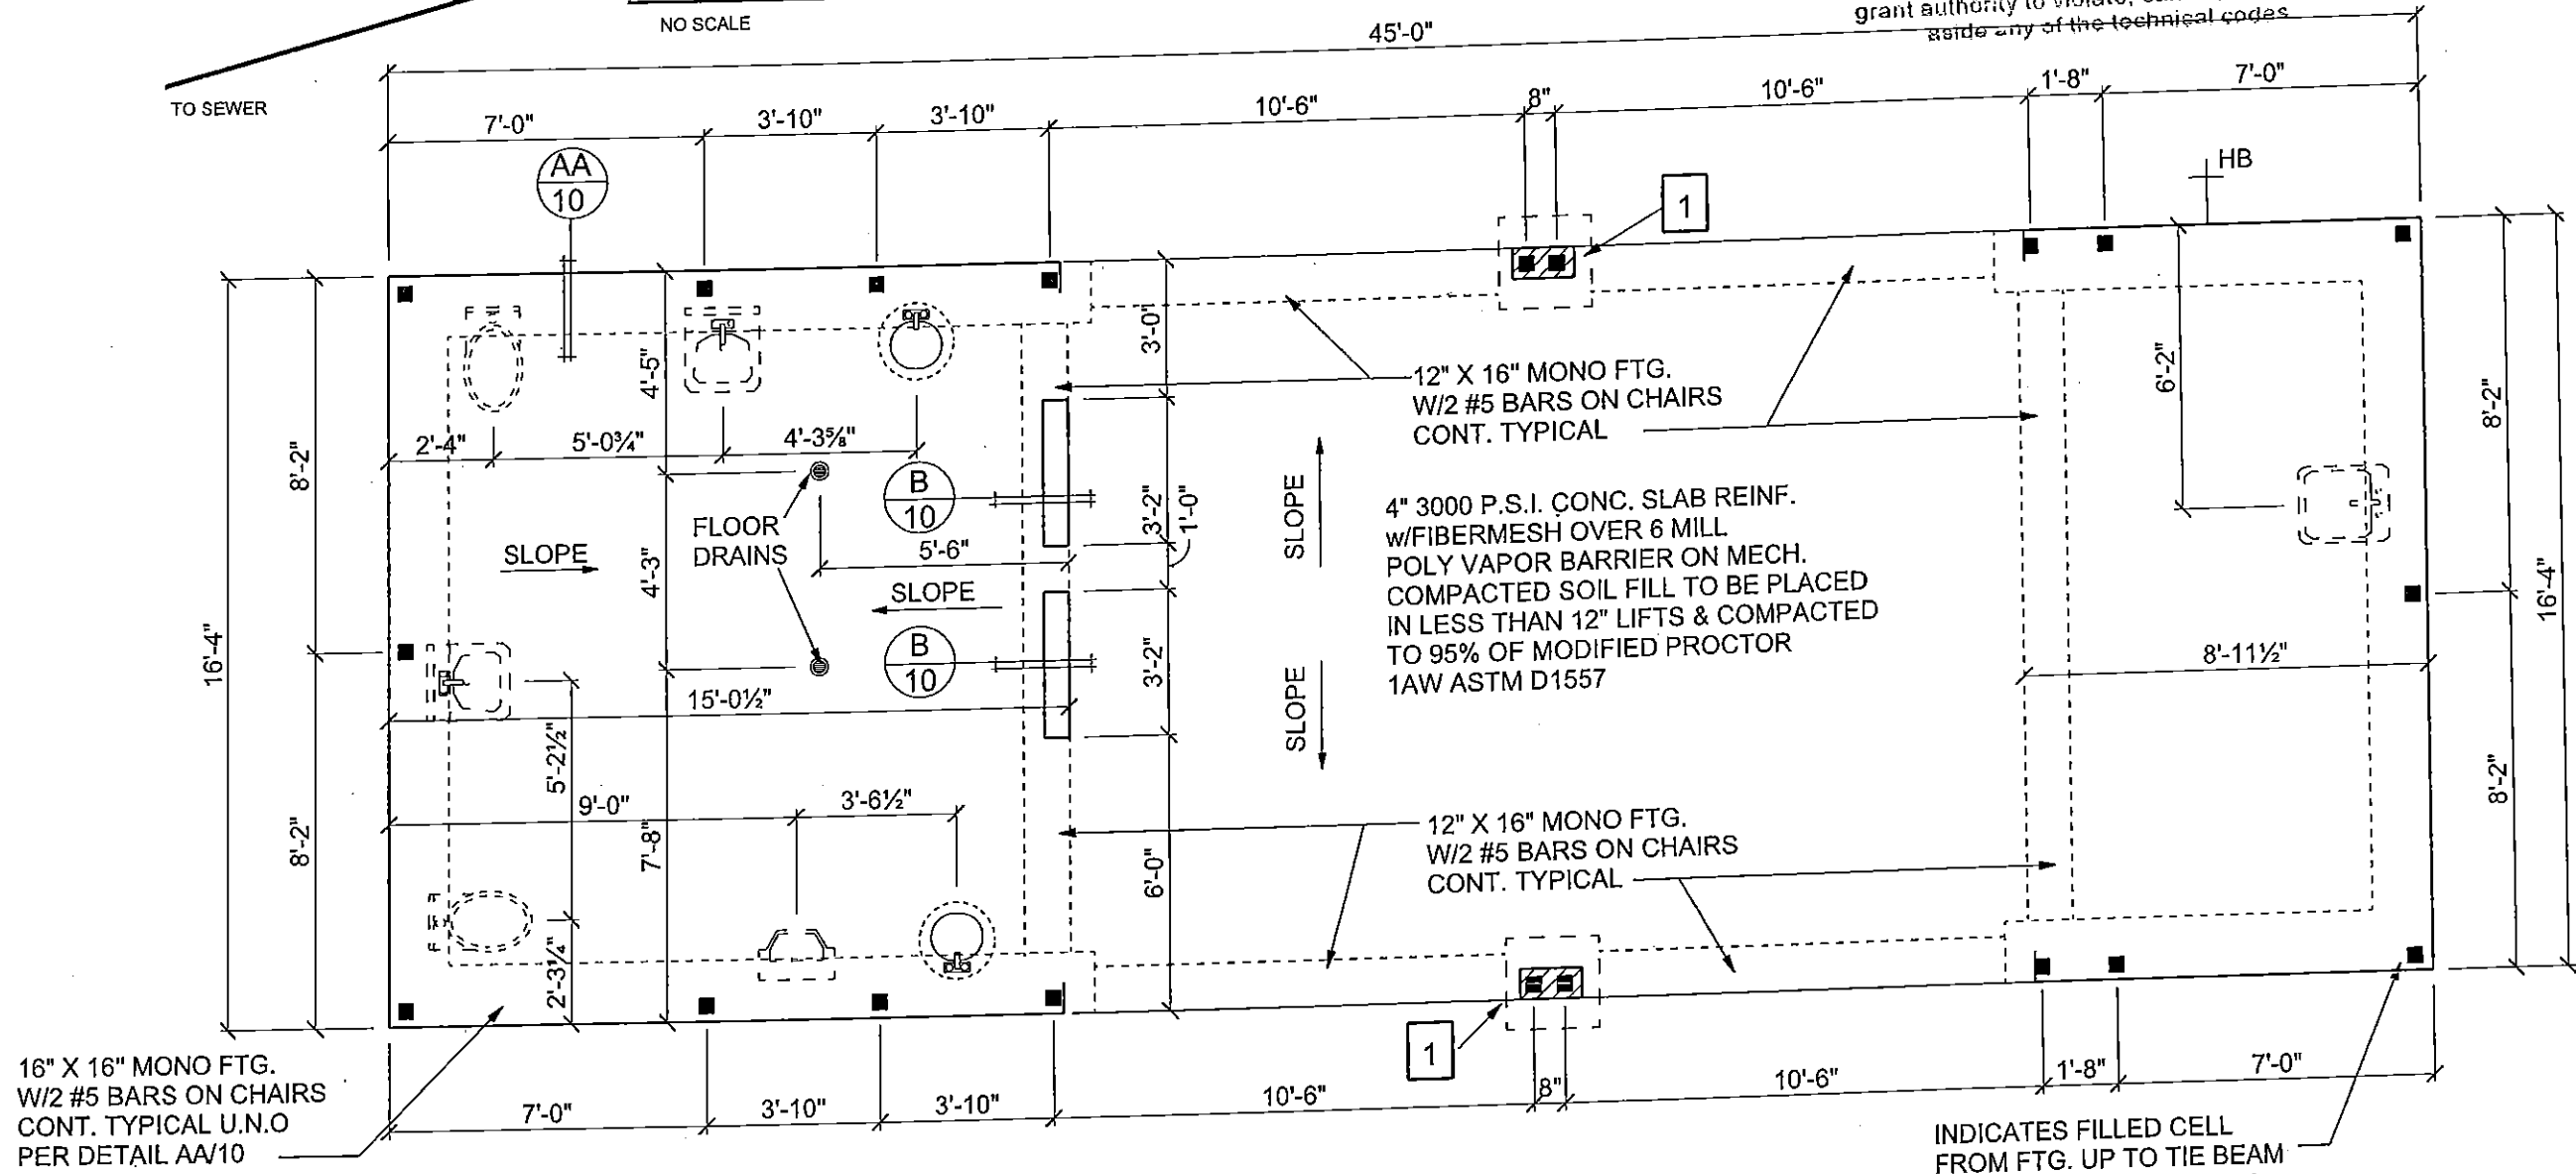 NO SCALE
grant authority to violate,
aside any of the technical codes
TO SEWER
45'-0"
7'-0"
3'-10"
3'-10"
10'-6"
8"
10'-6"
1'-8"
7'-0"
AA
10
1
HB
4'-5"
3'-0"
12" X 16" MONO FTG.
W/2 #5 BARS ON CHAIRS
CONT. TYPICAL
6'-2"
8'-2"
16'-4"
8'-2"
2'-4"
5'-0¾"
4'-3⅝"
B
10
3'-2"
1'-0"
SLOPE
4" 3000 P.S.I. CONC. SLAB REINF.
w/FIBERMESH OVER 6 MILL
POLY VAPOR BARRIER ON MECH.
COMPACTED SOIL FILL TO BE PLACED
IN LESS THAN 12" LIFTS & COMPACTED
TO 95% OF MODIFIED PROCTOR
1AW ASTM D1557
FLOOR
DRAINS
5'-6"
SLOPE
4'-3"
SLOPE
B
10
3'-2"
SLOPE
8'-11½"
16'-4"
15'-0½"
5'-2½"
9'-0"
3'-6½"
8'-2"
7'-8"
6'-0"
12" X 16" MONO FTG.
W/2 #5 BARS ON CHAIRS
CONT. TYPICAL
8'-2"
2'-3¼"
1
16" X 16" MONO FTG.
W/2 #5 BARS ON CHAIRS
CONT. TYPICAL U.N.O
PER DETAIL AA/10
7'-0"
3'-10"
3'-10"
10'-6"
8"
10'-6"
1'-8"
7'-0"
INDICATES FILLED CELL
FROM FTG. UP TO TIE BEAM